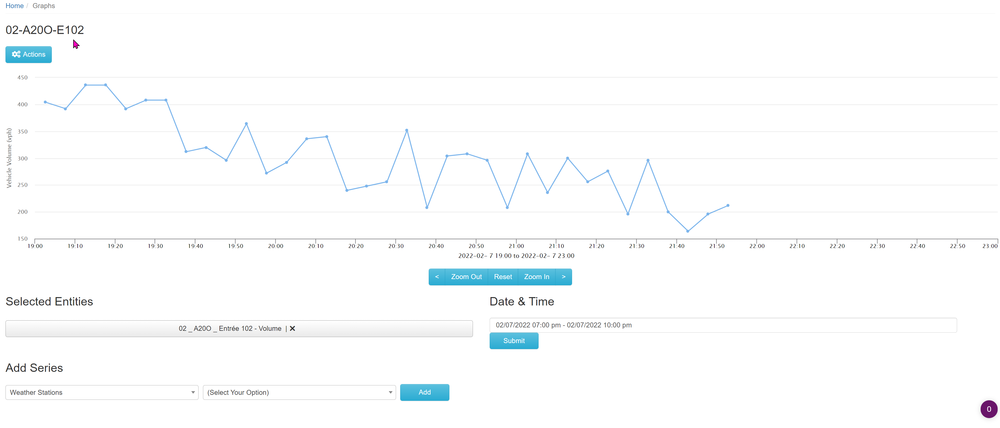 Home / Graphs
02-A20O-E102
Actions
450
400
350
300
250
200
150
Vehicle Volume (vph)
19:00 19:10 19:20 19:30 19:40 19:50 20:00 20:10 20:20 20:30 20:40 20:50 21:00 21:10 21:20 21:30 21:40 21:50 22:00 22:10 22:20 22:30 22:40 22:50 23:00
2022-02- 7 19:00 to 2022-02- 7 23:00
< Zoom Out Reset Zoom In >
Selected Entities
02 _ A20O _ Entrée 102 - Volume | ✕
Date & Time
02/07/2022 07:00 pm - 02/07/2022 10:00 pm
Submit
Add Series
Weather Stations (Select Your Option) Add
0